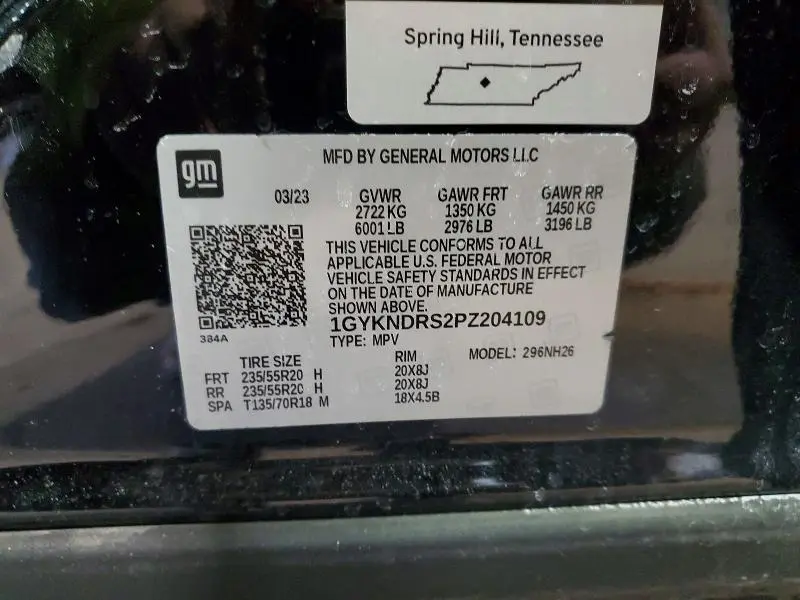 Spring Hill, Tennessee
gm
MFD BY GENERAL MOTORS LLC
03/23 GVWR GAWR FRT GAWR RR
2722 KG 1350 KG 1450 KG
6001 LB 2976 LB 3196 LB
THIS VEHICLE CONFORMS TO ALL
APPLICABLE U.S. FEDERAL MOTOR
VEHICLE SAFETY STANDARDS IN EFFECT
ON THE DATE OF MANUFACTURE
SHOWN ABOVE.
1GYKNDRS2PZ204109
384A
TYPE: MPV MODEL: 296NH26
TIRE SIZE RIM
FRT 235/55R20 H 20X8J
RR 235/55R20 H 20X8J
SPA T135/70R18 M 18X4.5B